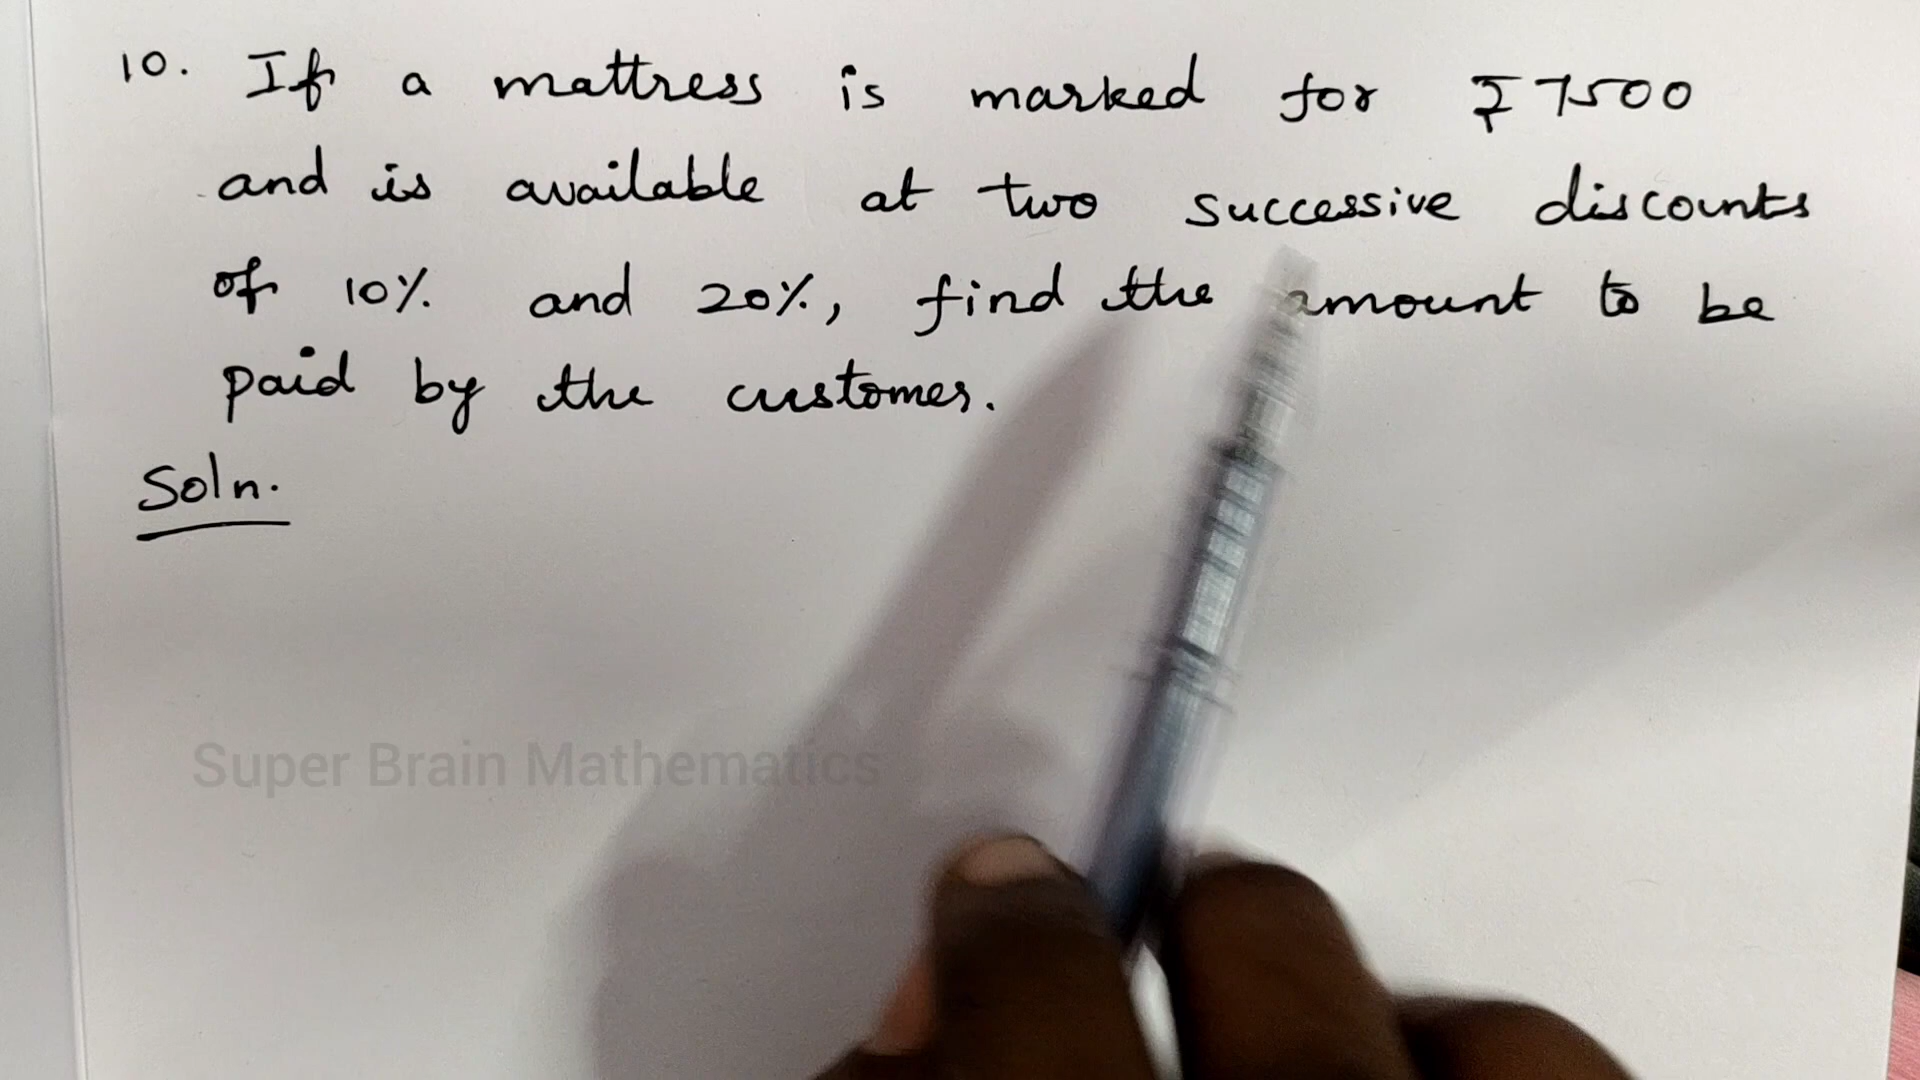 10. If a mattress is marked for ₹7500
and is available at two successive discounts
of 10% and 20%, find the amount to be
paid by the customer.
Soln.
Super Brain Mathematics